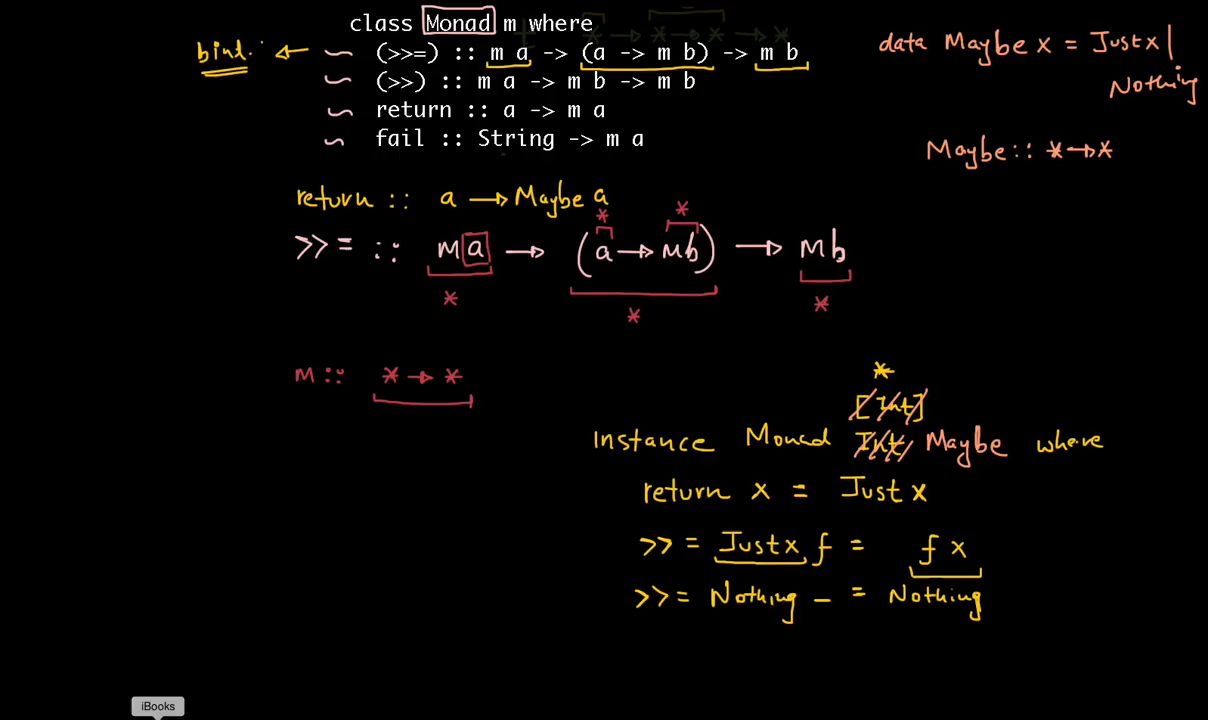 class Monad m where
bind. ← (>>=) :: m a -> (a -> m b) -> m b
(>>) :: m a -> m b -> m b
return :: a -> m a
fail :: String -> m a
data Maybe x = Just x |
Nothing
Maybe :: * → *
return :: a → Maybe a
* *
>>= :: m a → (a → m b) → m b
* * *
m :: * → *
*
[Int]
instance Monad Int Maybe where
return x = Just x
>>= Just x f = f x
>>= Nothing _ = Nothing
iBooks